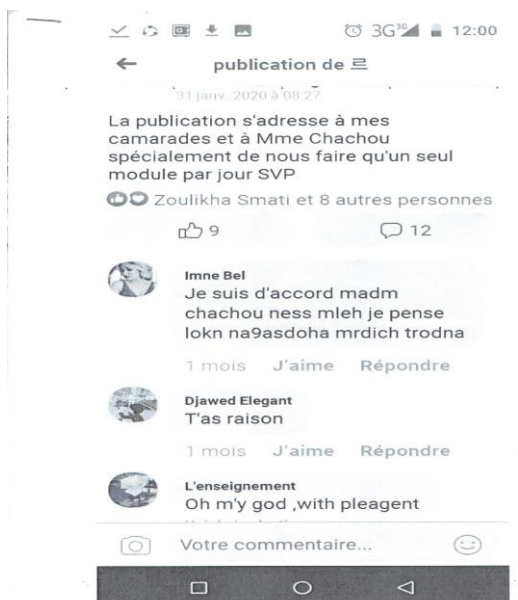 3G 3G 12:00
publication de 르
31 janv. 2020 à 08:27
La publication s'adresse à mes
camarades et à Mme Chachou
spécialement de nous faire qu'un seul
module par jour SVP
Zoulikha Smati et 8 autres personnes
9 12
Imne Bel
Je suis d'accord madm
chachou ness mleh je pense
lokn na9asdoha mrdich trodna
1 mois J'aime Répondre
Djawed Elegant
T'as raison
1 mois J'aime Répondre
L'enseignement
Oh m'y god ,with pleagent
Votre commentaire...